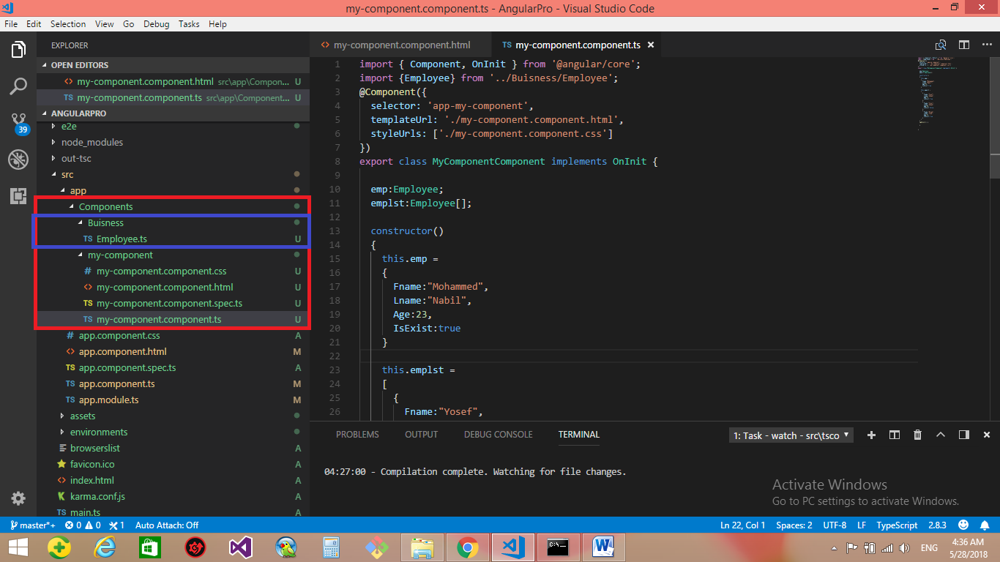 my-component.component.ts - AngularPro - Visual Studio Code
File Edit Selection View Go Debug Tasks Help
EXPLORER
OPEN EDITORS
my-component.component.html src\app\Compon... U
TS my-component.component.ts src\app\Component... U
ANGULARPRO
e2e
node_modules
out-tsc
src
app
Components
Buisness
TS Employee.ts U
my-component
# my-component.component.css U
<> my-component.component.html U
TS my-component.component.spec.ts U
TS my-component.component.ts U
# app.component.css A
<> app.component.html M
TS app.component.spec.ts A
TS app.component.ts M
TS app.module.ts M
assets
environments
browserslist A
favicon.ico A
<> index.html A
karma.conf.js A
TS main.ts A
39
<> my-component.component.html TS my-component.component.ts
1 import { Component, OnInit } from '@angular/core';
2 import {Employee} from '../Buisness/Employee';
3 @Component({
4 selector: 'app-my-component',
5 templateUrl: './my-component.component.html',
6 styleUrls: ['./my-component.component.css']
7 })
8 export class MyComponentComponent implements OnInit {
9
10 emp:Employee;
11 emplst:Employee[];
12
13 constructor()
14 {
15 this.emp =
16 {
17 Fname:"Mohammed",
18 Lname:"Nabil",
19 Age:23,
20 IsExist:true
21 }
22
23 this.emplst =
24 [
25 {
26 Fname:"Yosef",
PROBLEMS OUTPUT DEBUG CONSOLE TERMINAL 1: Task - watch - src\tsco
04:27:00 - Compilation complete. Watching for file changes.
Activate Windows
Go to PC settings to activate Windows.
master*+ 0 0 1 Auto Attach: Off Ln 22, Col 1 Spaces: 2 UTF-8 LF TypeScript 2.8.3
ENG
4:36 AM
5/28/2018